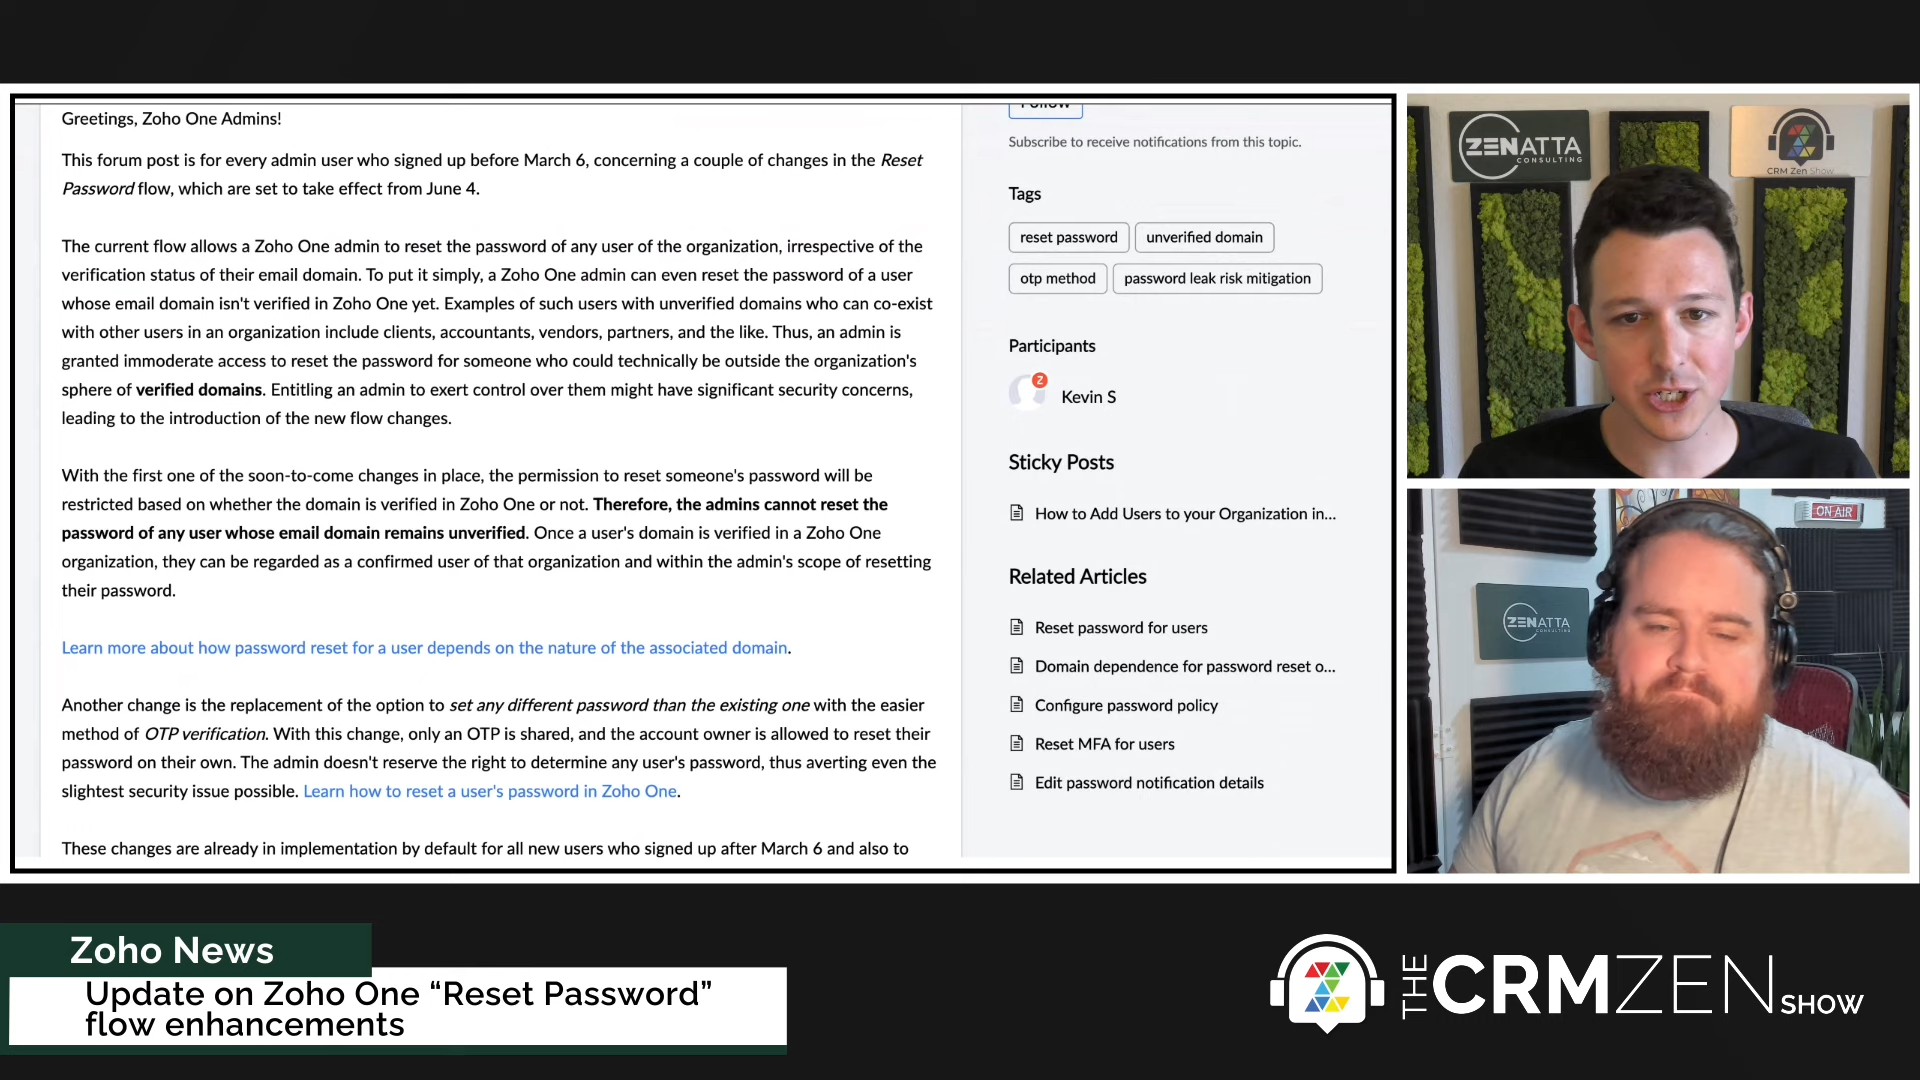 Greetings, Zoho One Admins!
This forum post is for every admin user who signed up before March 6, concerning a couple of changes in the Reset
Password flow, which are set to take effect from June 4.
The current flow allows a Zoho One admin to reset the password of any user of the organization, irrespective of the
verification status of their email domain. To put it simply, a Zoho One admin can even reset the password of a user
whose email domain isn't verified in Zoho One yet. Examples of such users with unverified domains who can co-exist
with other users in an organization include clients, accountants, vendors, partners, and the like. Thus, an admin is
granted immoderate access to reset the password for someone who could technically be outside the organization's
sphere of verified domains. Entitling an admin to exert control over them might have significant security concerns,
leading to the introduction of the new flow changes.
With the first one of the soon-to-come changes in place, the permission to reset someone's password will be
restricted based on whether the domain is verified in Zoho One or not. Therefore, the admins cannot reset the
password of any user whose email domain remains unverified. Once a user's domain is verified in a Zoho One
organization, they can be regarded as a confirmed user of that organization and within the admin's scope of resetting
their password.
Learn more about how password reset for a user depends on the nature of the associated domain.
Another change is the replacement of the option to set any different password than the existing one with the easier
method of OTP verification. With this change, only an OTP is shared, and the account owner is allowed to reset their
password on their own. The admin doesn't reserve the right to determine any user's password, thus averting even the
slightest security issue possible. Learn how to reset a user's password in Zoho One.
These changes are already in implementation by default for all new users who signed up after March 6 and also to
Follow
Subscribe to receive notifications from this topic.
Tags
reset password
unverified domain
otp method
password leak risk mitigation
Participants
Z
Kevin S
Sticky Posts
How to Add Users to your Organization in...
Related Articles
Reset password for users
Domain dependence for password reset o...
Configure password policy
Reset MFA for users
Edit password notification details
ZENATTA
CONSULTING
CRM Zen Show
ON AIR
ZENATTA
CONSULTING
Zoho News
Update on Zoho One “Reset Password”
flow enhancements
THE CRMZEN SHOW